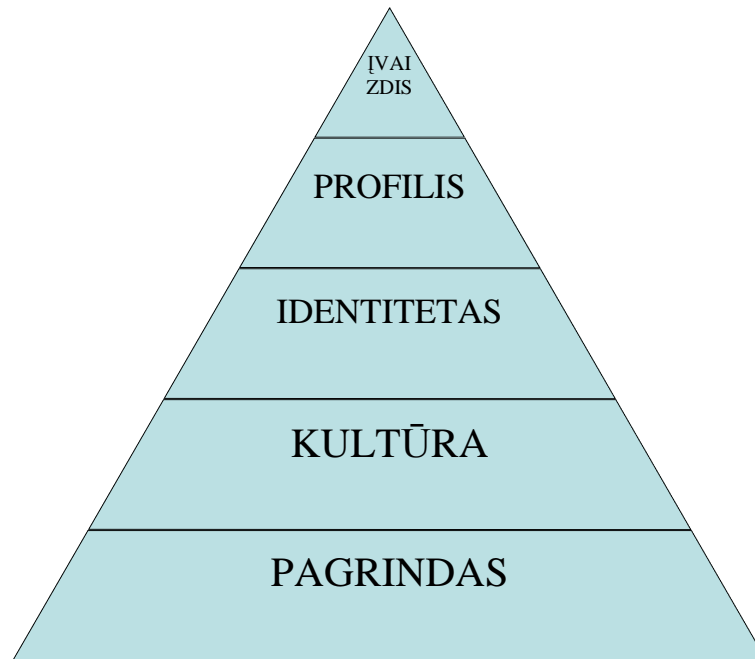 ĮVAI
ZDIS
PROFILIS
IDENTITETAS
KULTŪRA
PAGRINDAS